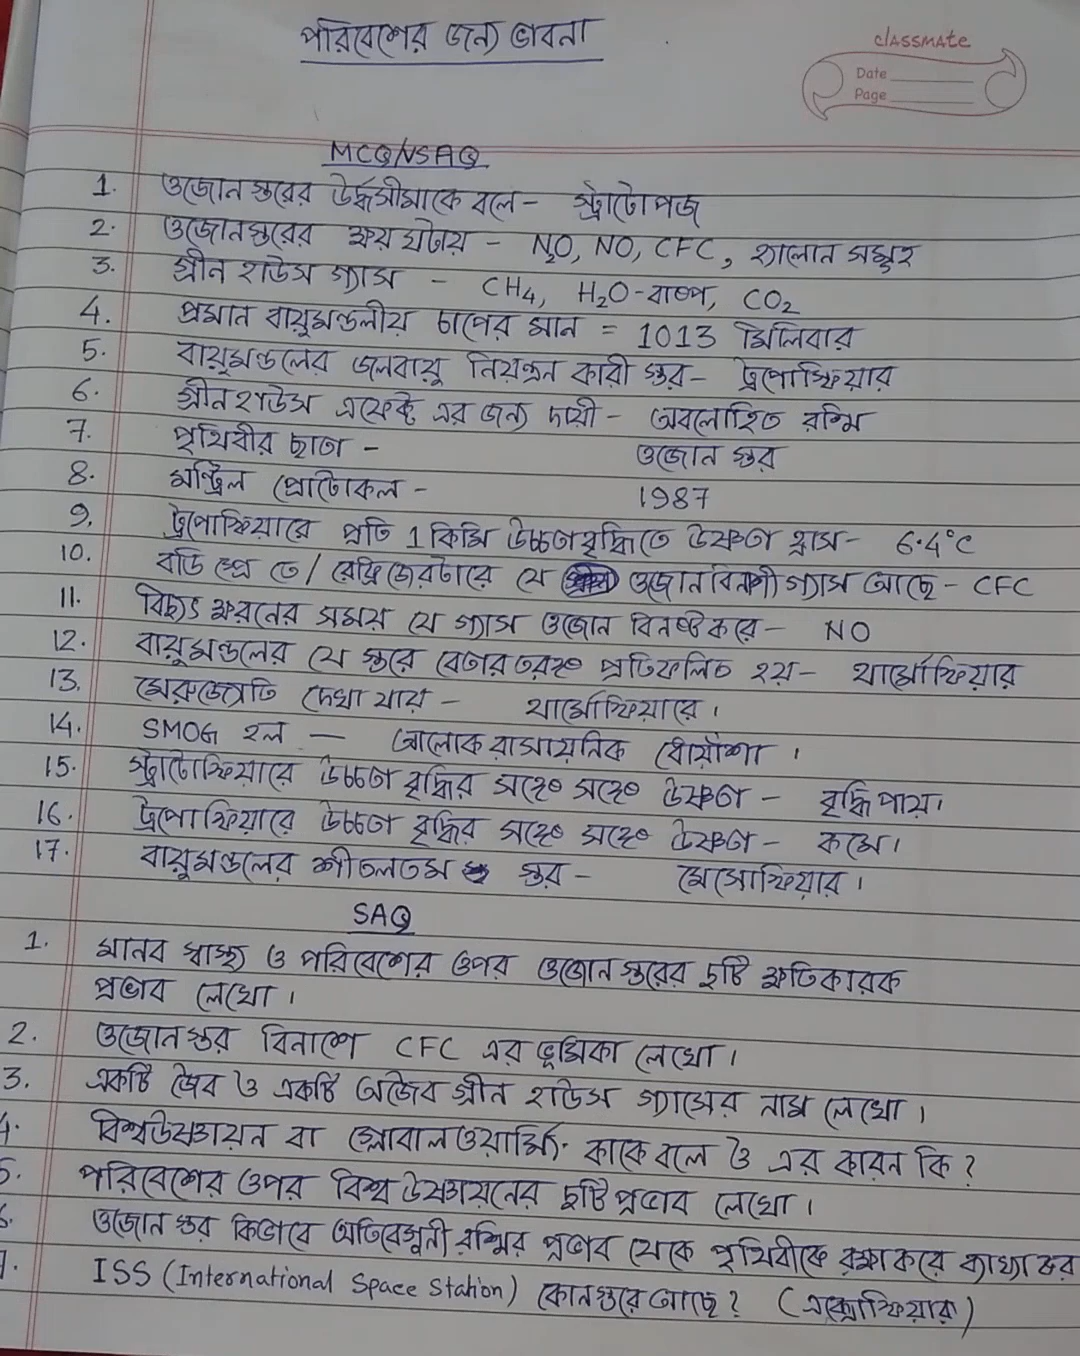 পরিবেশের জন্য ভাবনা
classmate
Date
Page
MCQ/VSAQ
1. ওজোন স্তরের উর্দ্ধসীমাকে বলে - স্ট্রাটোপজ
2. ওজোনস্তরের ক্ষয় ঘটায় - N₂O, NO, CFC, হ্যালোন সমূহ
3. গ্রীন হাউস গ্যাস - CH₄, H₂O-বাষ্প, CO₂
4. প্রমান বায়ুমন্ডলীয় চাপের মান = 1013 মিলিবার
5. বায়ুমন্ডলের জলবায়ু নিয়ন্ত্রন কারী স্তর - ট্রপোস্ফিয়ার
6. গ্রীনহাউস এফেক্ট এর জন্য দায়ী - অবলোহিত রশ্মি
7. পৃথিবীর ছাতা - ওজোন স্তর
8. মন্ট্রিল প্রোটোকল - 1987
9. ট্রপোস্ফিয়ারে প্রতি 1 কিমি উচ্চতাবৃদ্ধিতে উষ্ণতা হ্রাস - 6.4°C
10. বডি স্প্রে তে / রেফ্রিজেরটারে যে ওজোন বিনাশী গ্যাস আছে - CFC
11. বিদ্যুৎ ক্ষরনের সময় যে গ্যাস ওজোন বিনষ্ট করে - NO
12. বায়ুমন্ডলের যে স্তরে বেতার তরঙ্গ প্রতিফলিত হয় - থার্মোস্ফিয়ার
13. মেরুজ্যোতি দেখা যায় - থার্মোস্ফিয়ারে।
14. SMOG হল — আলোক রাসায়নিক ধোঁয়াশা।
15. স্ট্রাটোস্ফিয়ারে উচ্চতা বৃদ্ধির সঙ্গে সঙ্গে উষ্ণতা - বৃদ্ধি পায়।
16. ট্রপোস্ফিয়ারে উচ্চতা বৃদ্ধির সঙ্গে সঙ্গে উষ্ণতা - কমে।
17. বায়ুমন্ডলের শীতলতম স্তর - মেসোস্ফিয়ার।
SAQ
1. মানব স্বাস্থ্য ও পরিবেশের ওপর ওজোন স্তরের দুটি ক্ষতিকারক
প্রভাব লেখো।
2. ওজোন স্তর বিনাশে CFC এর ভূমিকা লেখো।
3. একটি জৈব ও একটি অজৈব গ্রীন হাউস গ্যাসের নাম লেখো।
4. বিশ্বউষ্ণায়ন বা গ্লোবাল ওয়ার্মিং কাকে বলে ও এর কারন কি?
5. পরিবেশের ওপর বিশ্ব উষ্ণায়নের দুটি প্রভাব লেখো।
6. ওজোন স্তর কিভাবে অতিবেগুনী রশ্মির প্রভাব থেকে পৃথিবীকে রক্ষা করে ব্যাখ্যা কর
7. ISS (International Space Station) কোন স্তরে আছে? (এক্সোস্ফিয়ার)